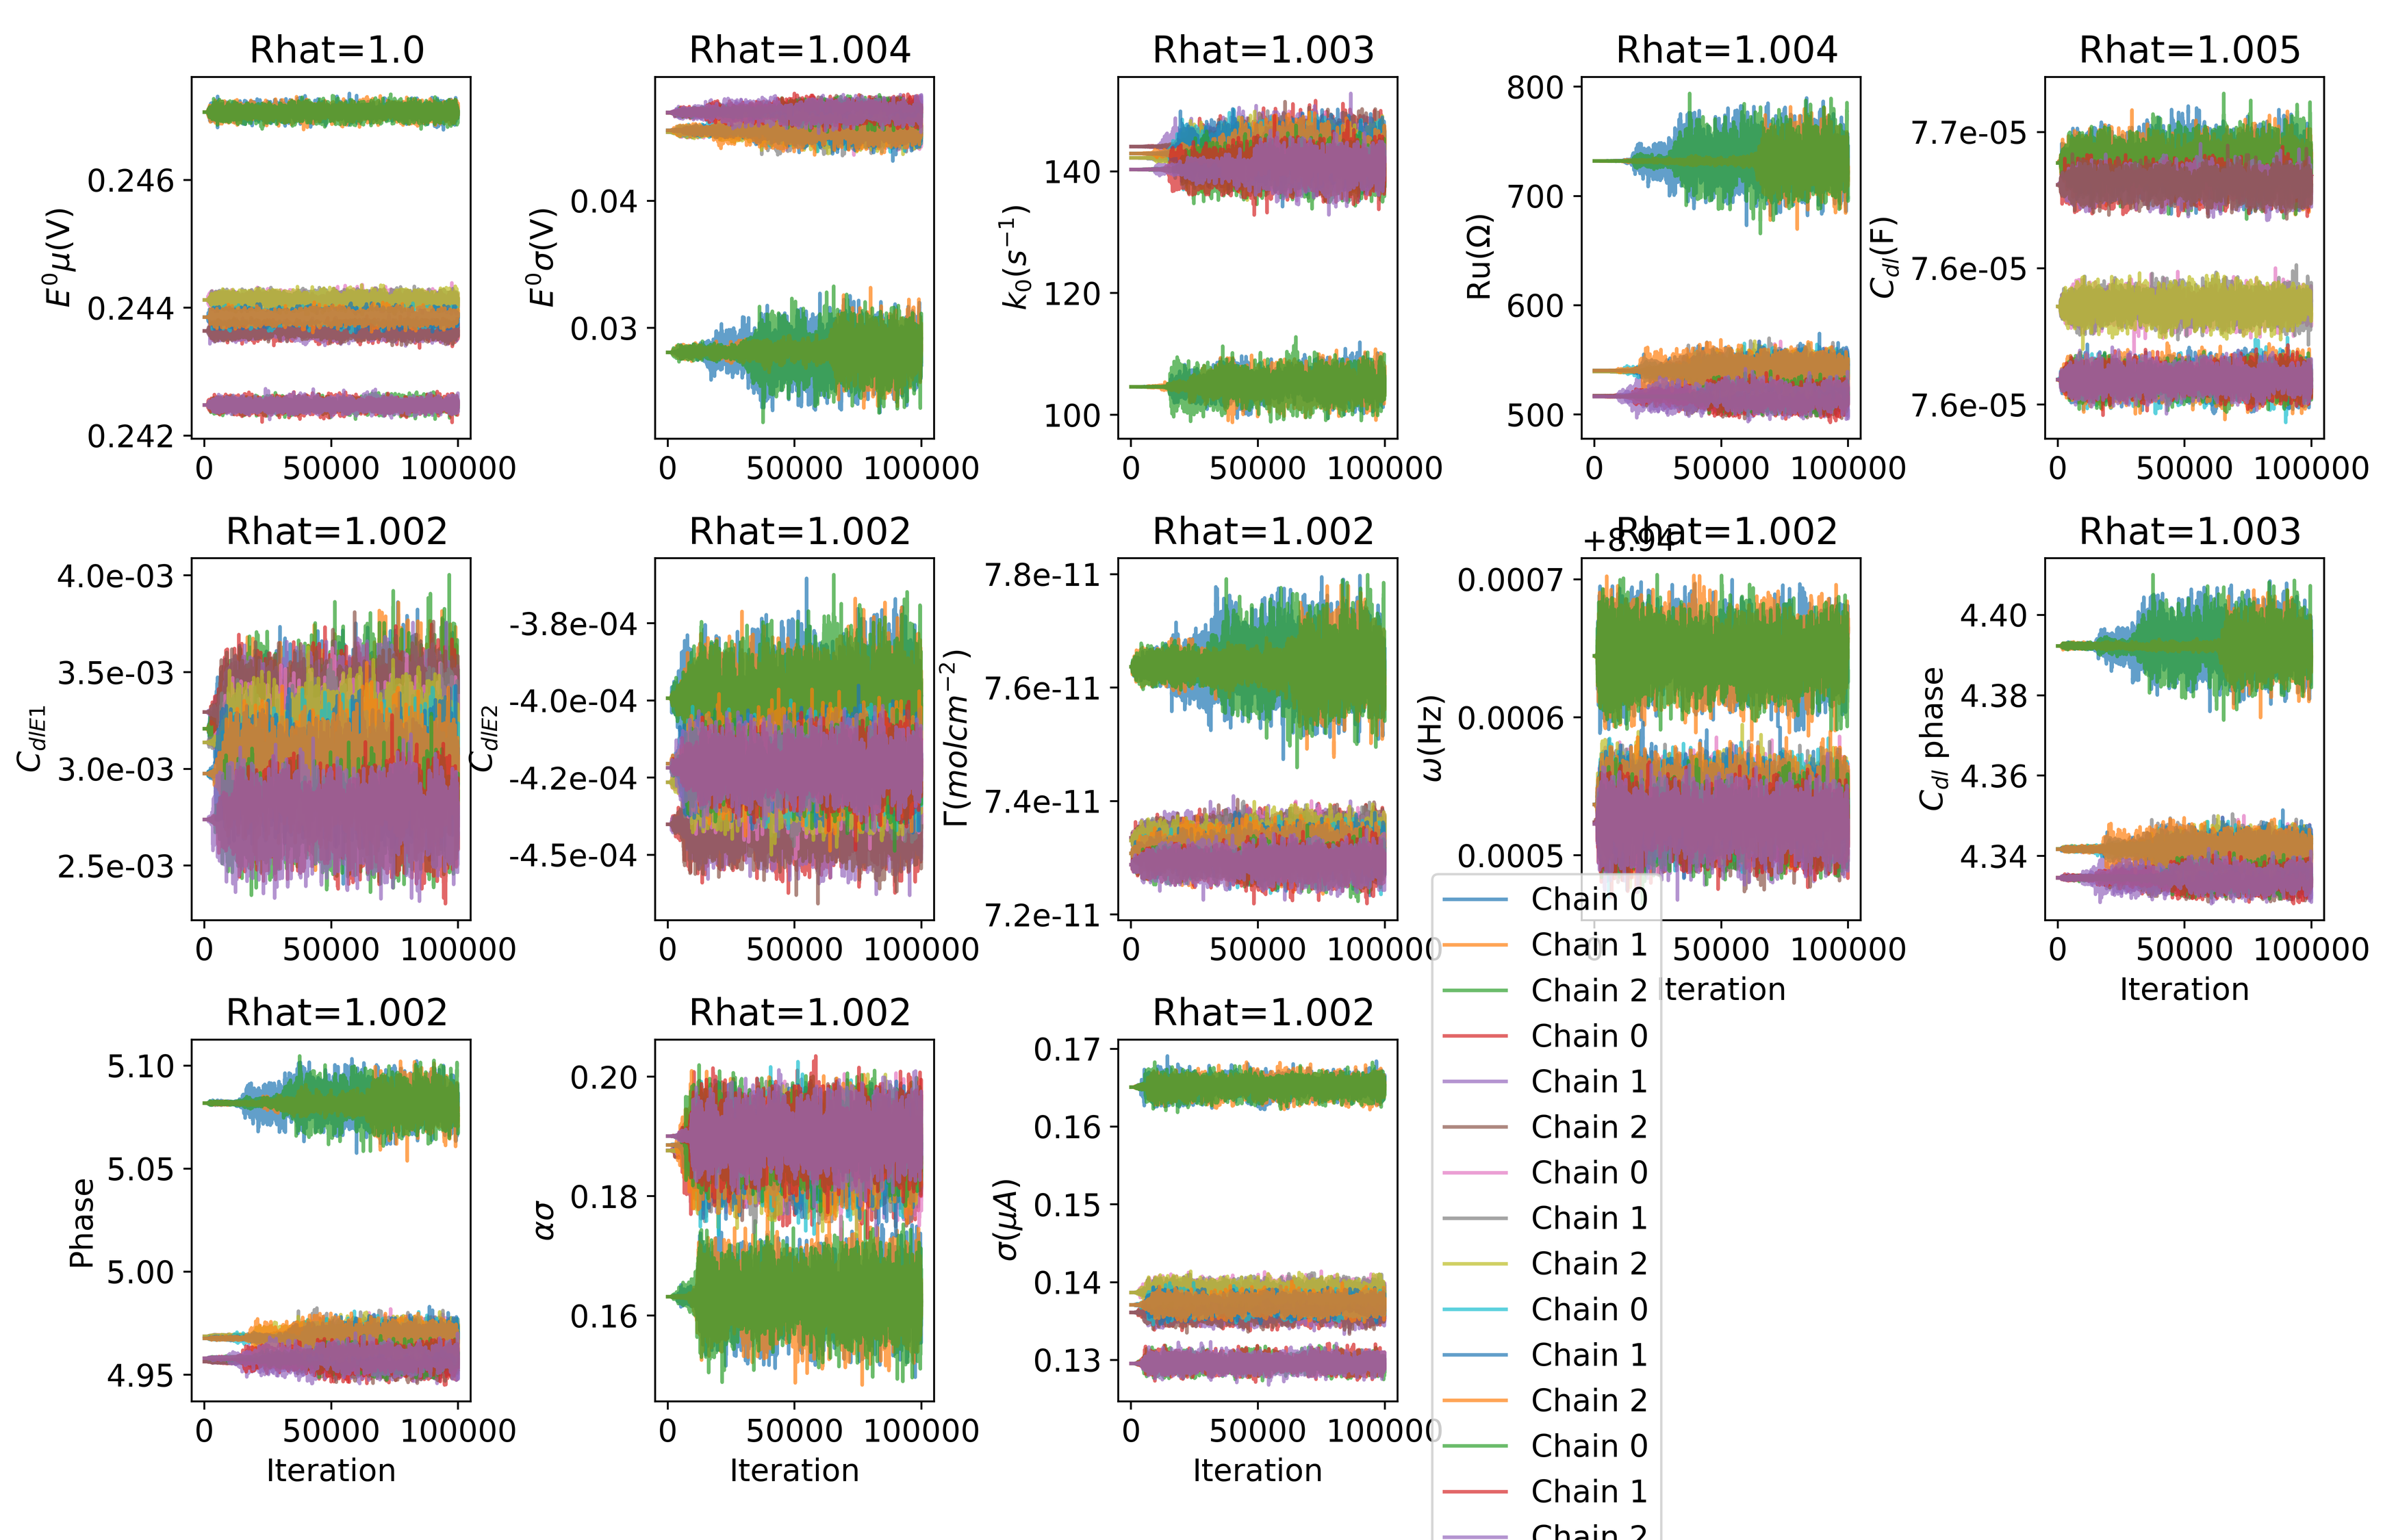 Rhat=1.0
Rhat=1.004
Rhat=1.003
Rhat=1.004
Rhat=1.005
E⁰μ(V)
0.246
0.244
0.242
0 50000 100000
E⁰σ(V)
0.04
0.03
0 50000 100000
k₀(s⁻¹)
140
120
100
0 50000 100000
Ru(Ω)
800
700
600
500
0 50000 100000
C_dl(F)
7.7e-05
7.6e-05
7.6e-05
0 50000 100000
Rhat=1.002
Rhat=1.002
Rhat=1.002
Rhat=1.002
Rhat=1.003
C_dlE1
4.0e-03
3.5e-03
3.0e-03
2.5e-03
0 50000 100000
C_dlE2
-3.8e-04
-4.0e-04
-4.2e-04
-4.5e-04
0 50000 100000
Γ(molcm⁻²)
7.8e-11
7.6e-11
7.4e-11
7.2e-11
0 50000 100000
+8.94
ω(Hz)
0.0007
0.0006
0.0005
0 50000 100000
Iteration
C_dl phase
4.40
4.38
4.36
4.34
0 50000 100000
Iteration
Rhat=1.002
Rhat=1.002
Rhat=1.002
Phase
5.10
5.05
5.00
4.95
0 50000 100000
Iteration
ασ
0.20
0.18
0.16
0 50000 100000
Iteration
σ(μA)
0.17
0.16
0.15
0.14
0.13
0 50000 100000
Iteration
Chain 0
Chain 1
Chain 2
Chain 0
Chain 1
Chain 2
Chain 0
Chain 1
Chain 2
Chain 0
Chain 1
Chain 2
Chain 0
Chain 1
Chain 2